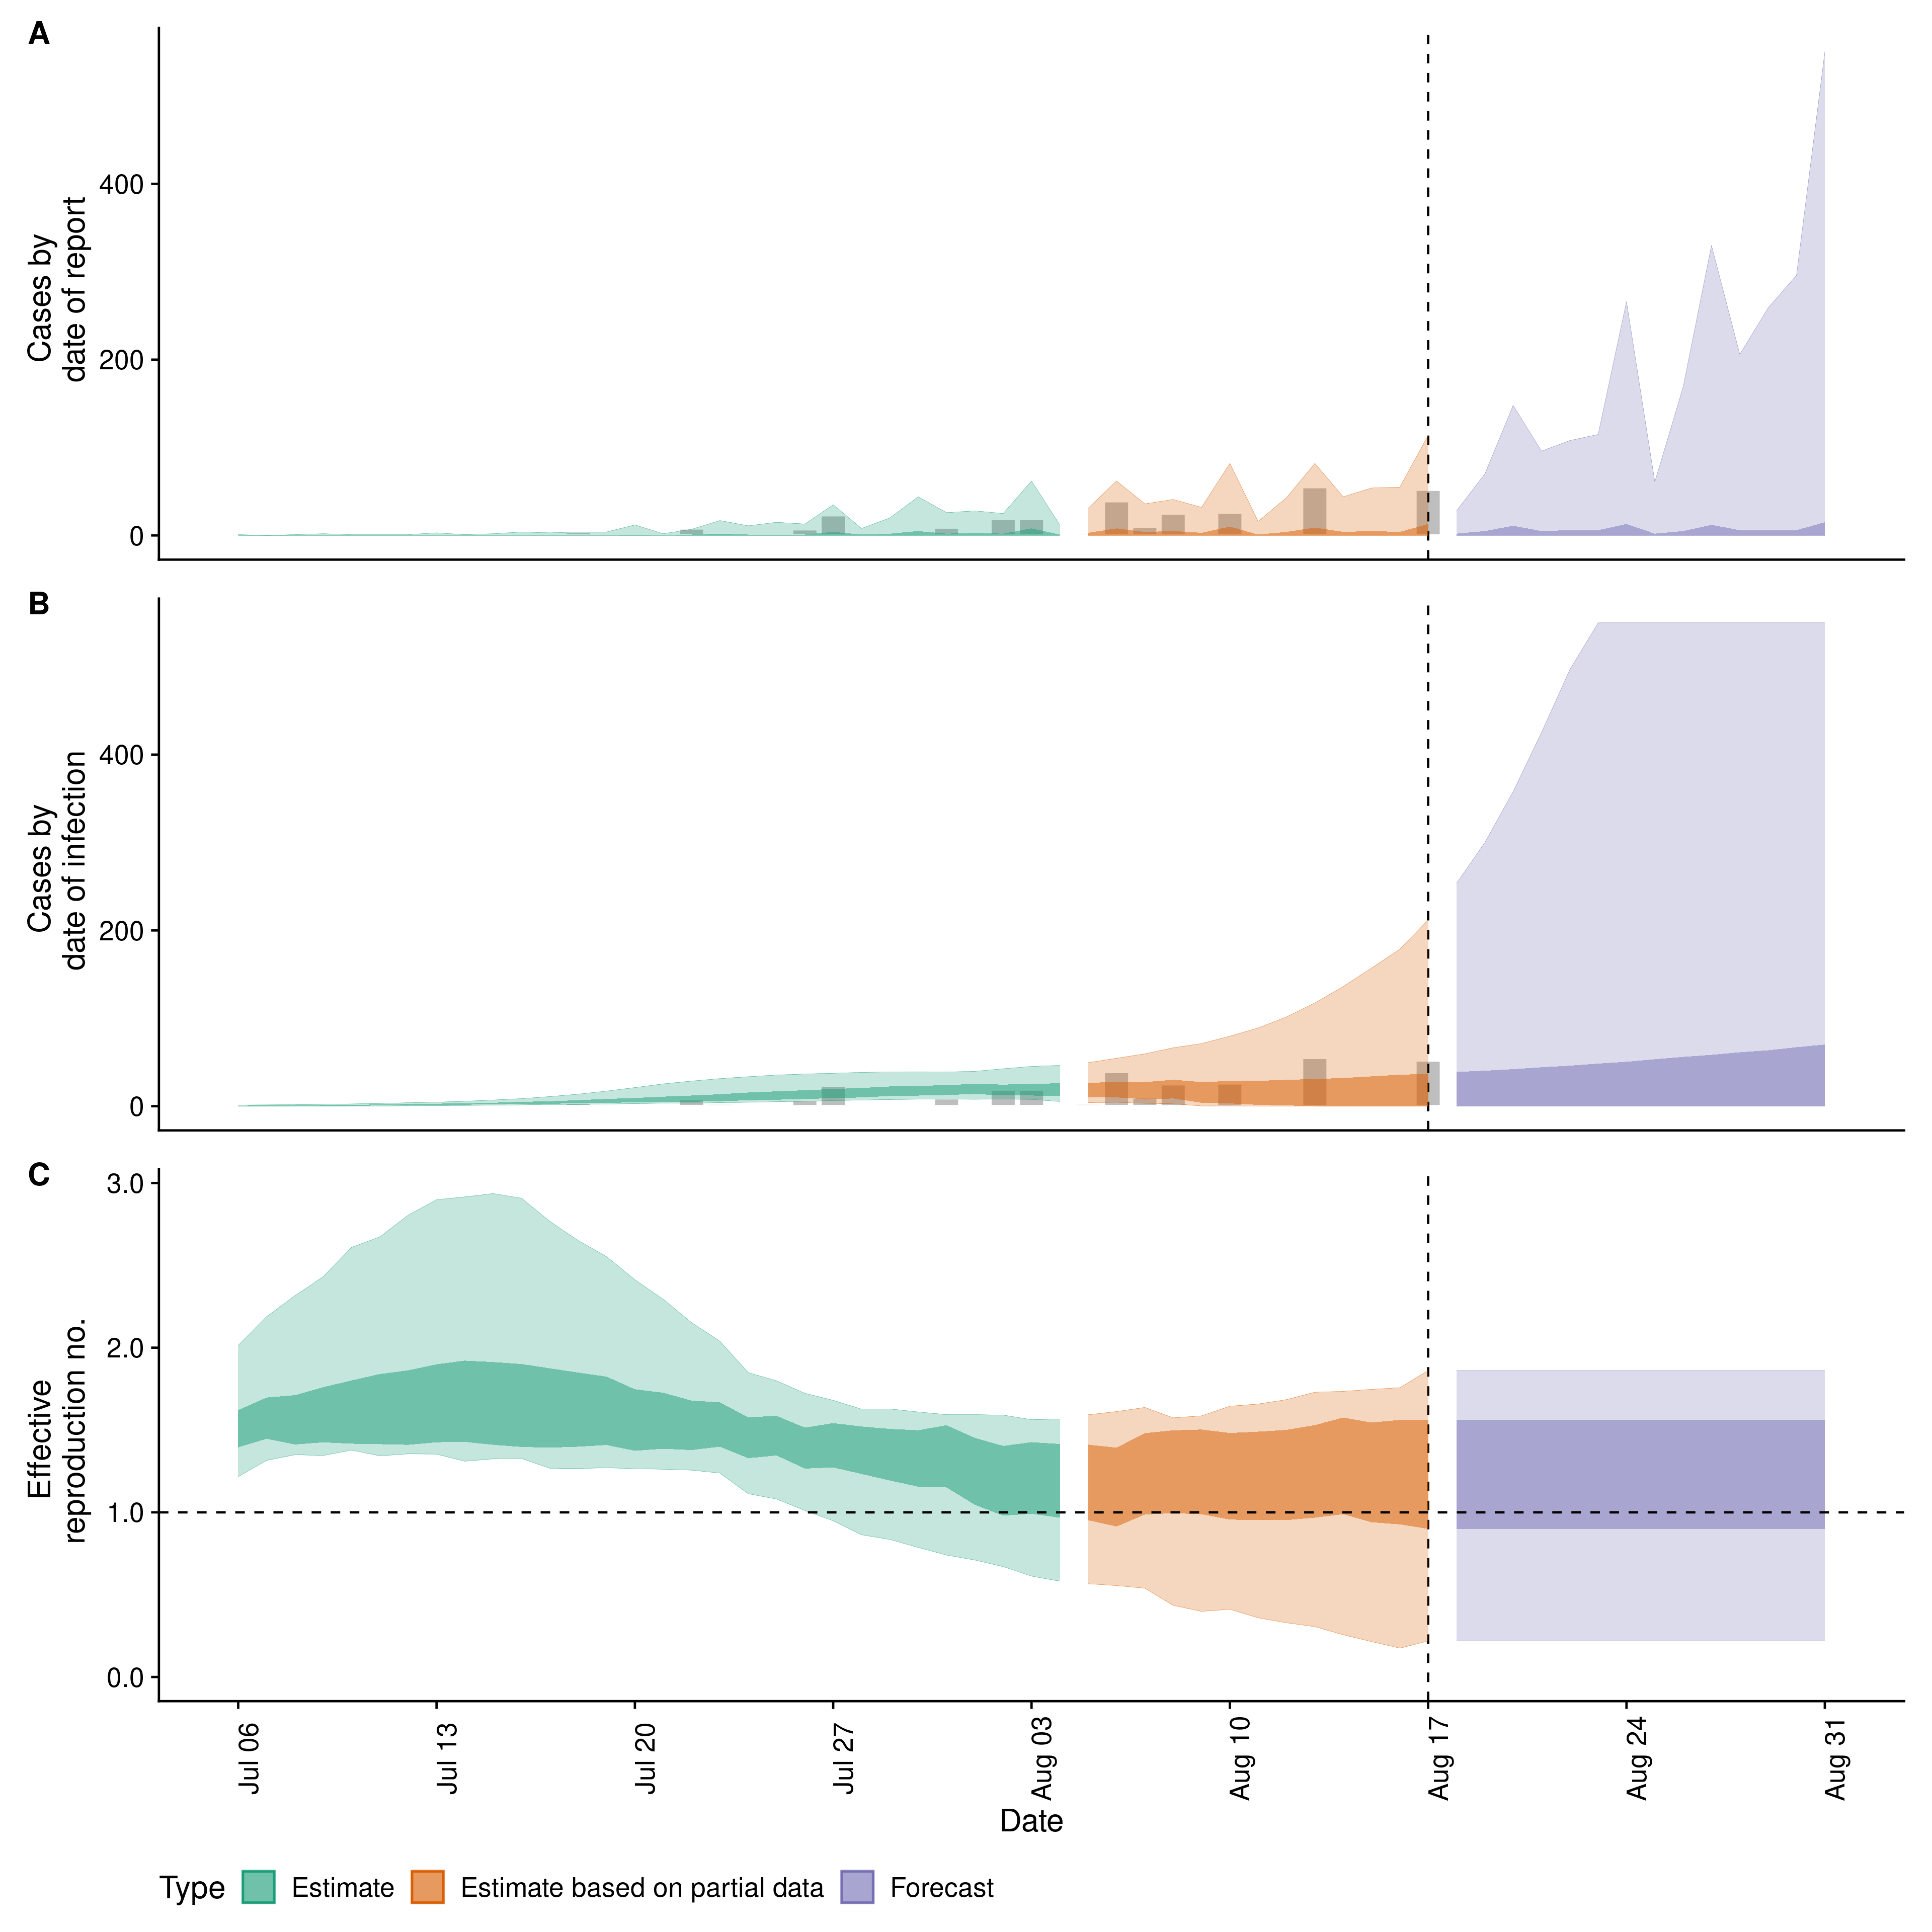 A
Cases by
date of report
400
200
0
B
Cases by
date of infection
400
200
0
C
Effective
reproduction no.
3.0
2.0
1.0
0.0
Jul 06
Jul 13
Jul 20
Jul 27
Aug 03
Aug 10
Aug 17
Aug 24
Aug 31
Date
Type Estimate Estimate based on partial data Forecast